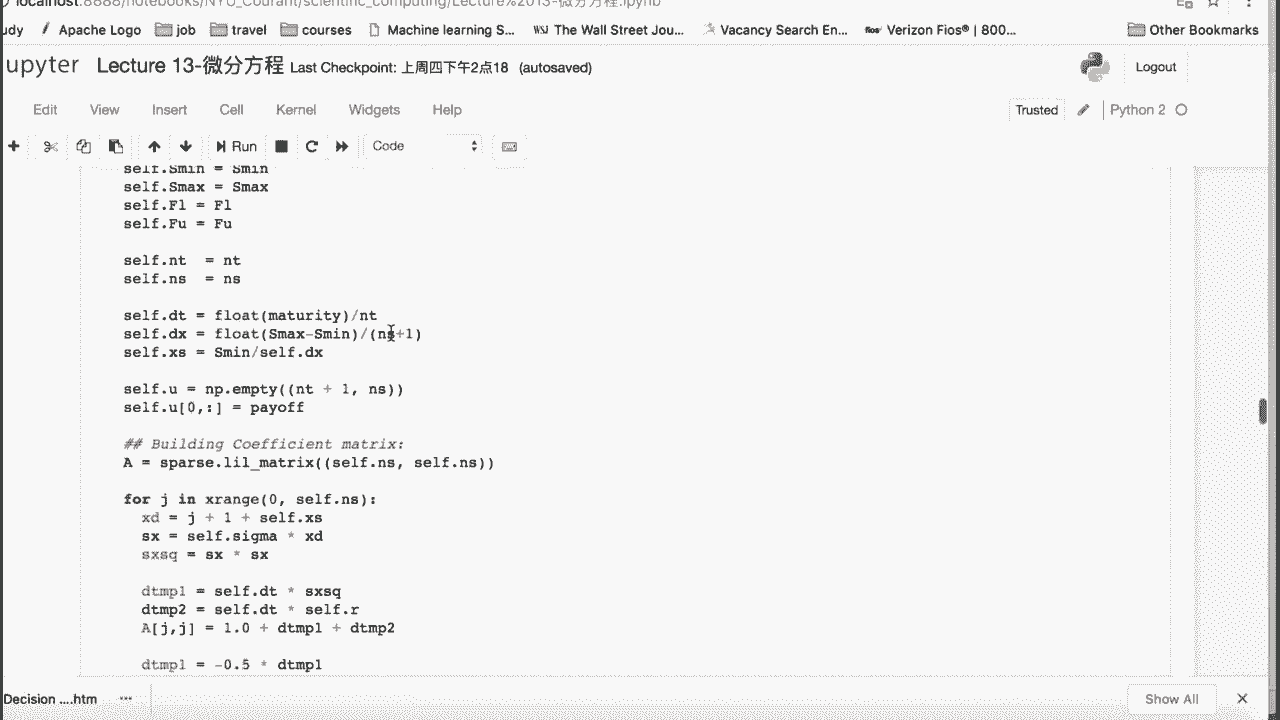 localhost:8888/notebooks/NYU_Courant/scientific_computing/Lecture%2013-微分方程.ipynb
udy Apache Logo job travel courses Machine learning S... WSJ The Wall Street Jou... Vacancy Search En... fios Verizon Fios® | 800... Other Bookmarks
upyter Lecture 13-微分方程 Last Checkpoint: 上周四下午2点18 (autosaved) Logout
Edit View Insert Cell Kernel Widgets Help Trusted Python 2
Run Code
self.Smin = Smin
self.Smax = Smax
self.Fl = Fl
self.Fu = Fu
self.nt = nt
self.ns = ns
self.dt = float(maturity)/nt
self.dx = float(Smax-Smin)/(ns+1)
self.xs = Smin/self.dx
self.u = np.empty((nt + 1, ns))
self.u[0,:] = payoff
## Building Coefficient matrix:
A = sparse.lil_matrix((self.ns, self.ns))
for j in xrange(0, self.ns):
xd = j + 1 + self.xs
sx = self.sigma * xd
sxsq = sx * sx
dtmp1 = self.dt * sxsq
dtmp2 = self.dt * self.r
A[j,j] = 1.0 + dtmp1 + dtmp2
dtmp1 = -0.5 * dtmp1
Decision ....htm ... Show All